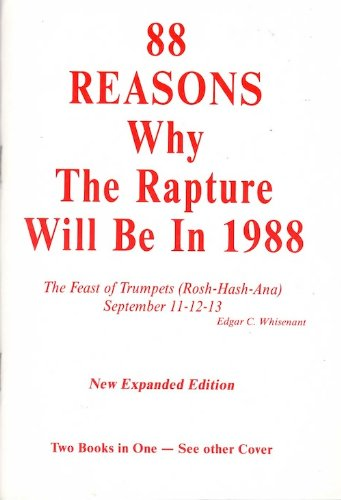 88
REASONS
Why
The Rapture
Will Be In 1988
The Feast of Trumpets (Rosh-Hash-Ana)
September 11-12-13
Edgar C. Whisenant
New Expanded Edition
Two Books in One — See other Cover